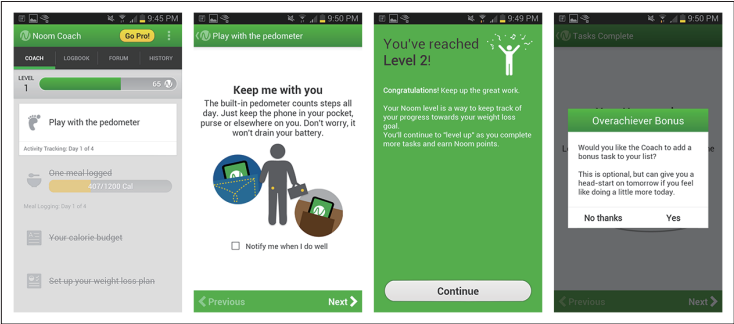 9:45 PM
Noom Coach
Go Pro!
COACH
LOGBOOK
FORUM
HISTORY
LEVEL
1
65
Play with the pedometer
Activity Tracking: Day 1 of 4
One meal logged
407/1200 Cal
Meal Logging: Day 1 of 4
Your calorie budget
Set up your weight loss plan
9:50 PM
Play with the pedometer
Keep me with you
The built-in pedometer counts steps all
day. Just keep the phone in your pocket,
purse or elsewhere on you. Don't worry, it
won't drain your battery.
Notify me when I do well
Previous
Next
9:49 PM
You've reached
Level 2!
Congratulations! Keep up the great work.
Your Noom level is a way to keep track of
your progress towards your weight loss
goal.
You'll continue to "level up" as you complete
more tasks and earn Noom points.
Continue
9:50 PM
Tasks Complete
Overachiever Bonus
Would you like the Coach to add a
bonus task to your list?
This is optional, but can give you a
head-start on tomorrow if you feel
like doing a little more today.
No thanks
Yes
Previous
Next